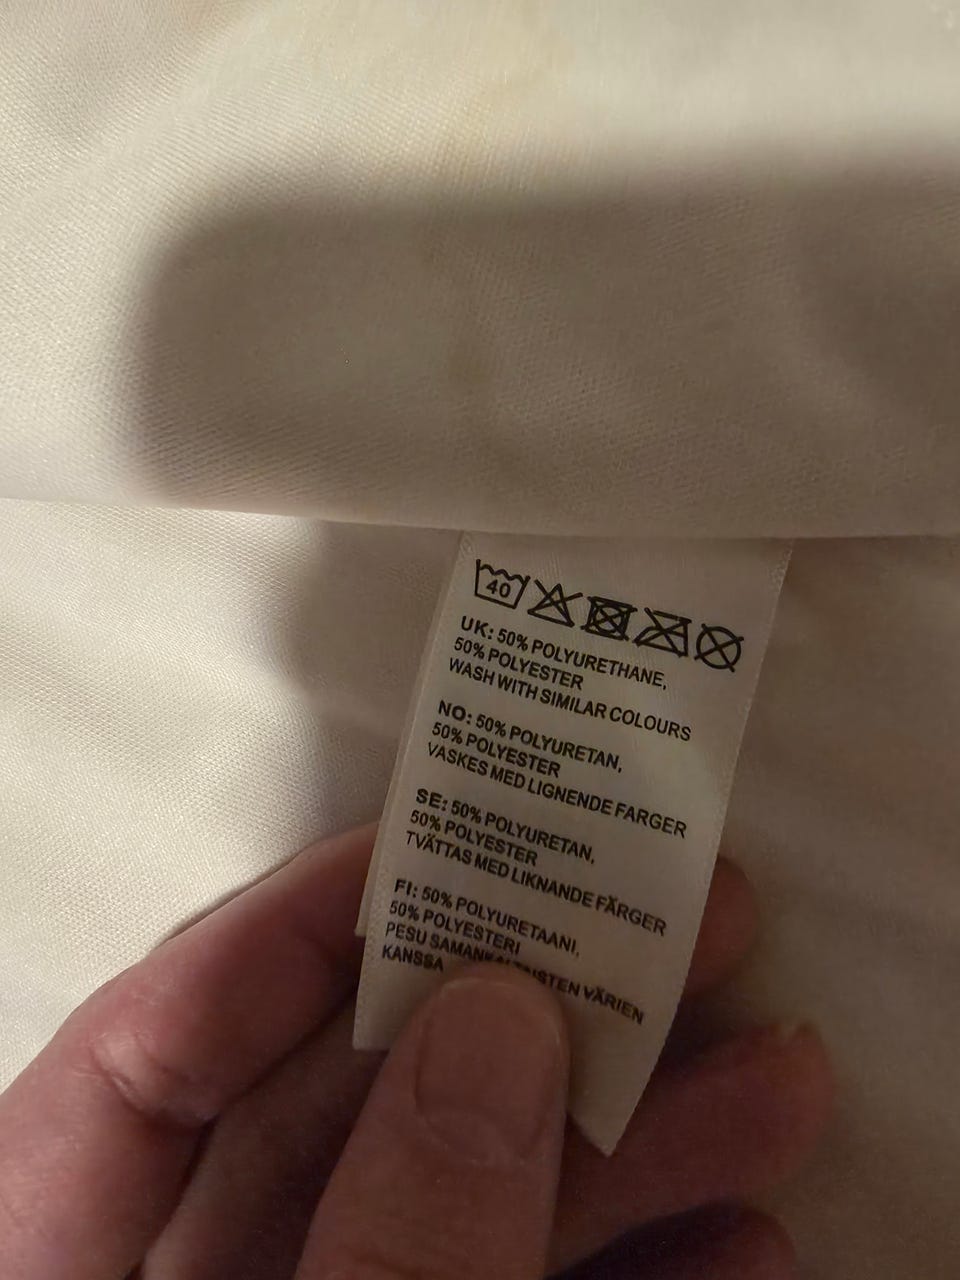 40
UK: 50% POLYURETHANE,
50% POLYESTER
WASH WITH SIMILAR COLOURS
NO: 50% POLYURETAN,
50% POLYESTER
VASKES MED LIGNENDE FARGER
SE: 50% POLYURETAN,
50% POLYESTER
TVÄTTAS MED LIKNANDE FÄRGER
FI: 50% POLYURETAANI,
50% POLYESTERI
PESU VÄRIEN
KANSSA